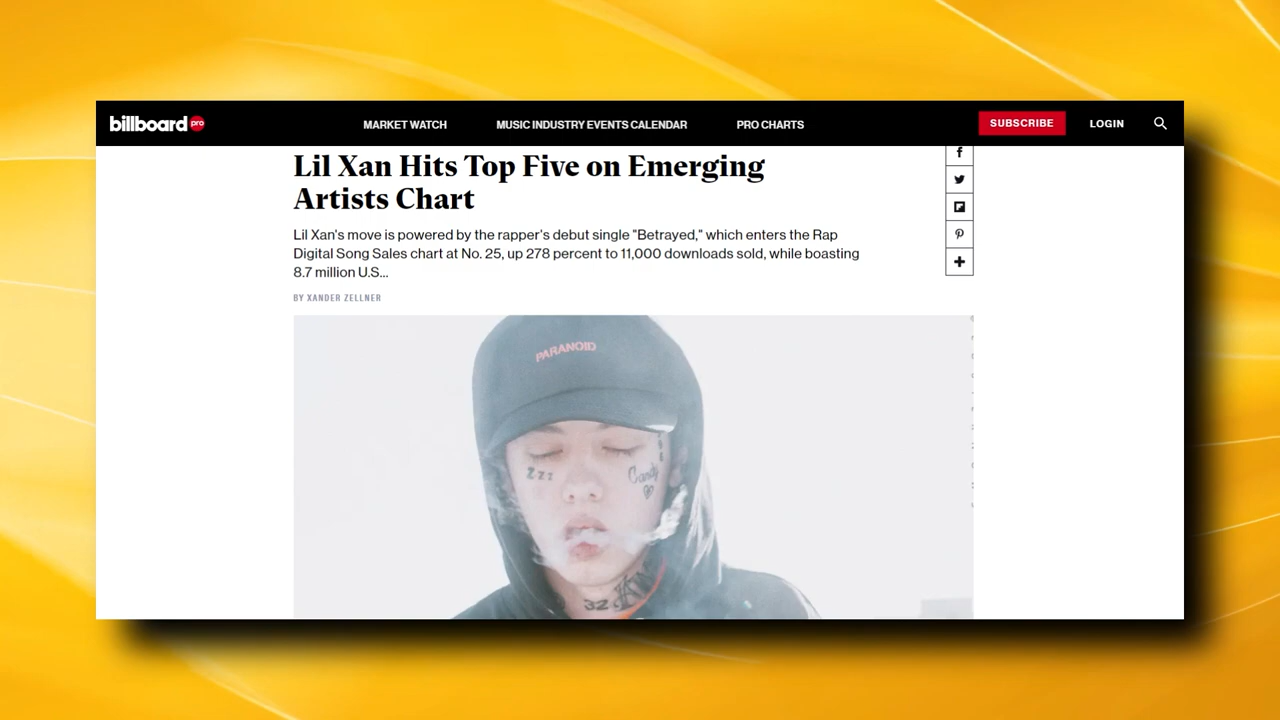 billboard pro
MARKET WATCH
MUSIC INDUSTRY EVENTS CALENDAR
PRO CHARTS
SUBSCRIBE
LOGIN
Lil Xan Hits Top Five on Emerging
Artists Chart
Lil Xan's move is powered by the rapper's debut single "Betrayed," which enters the Rap
Digital Song Sales chart at No. 25, up 278 percent to 11,000 downloads sold, while boasting
8.7 million U.S...
BY XANDER ZELLNER
PARANOID
Zzz
Candy
32